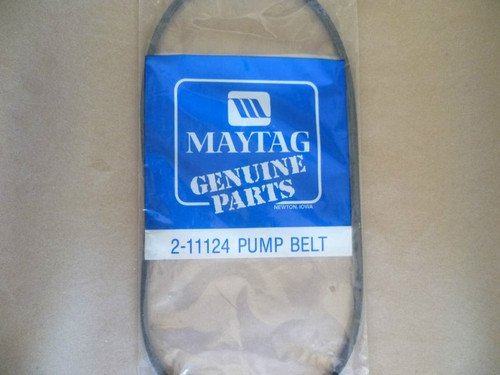 MAYTAG
GENUINE
PARTS
NEWTON, IOWA
2-11124 PUMP BELT